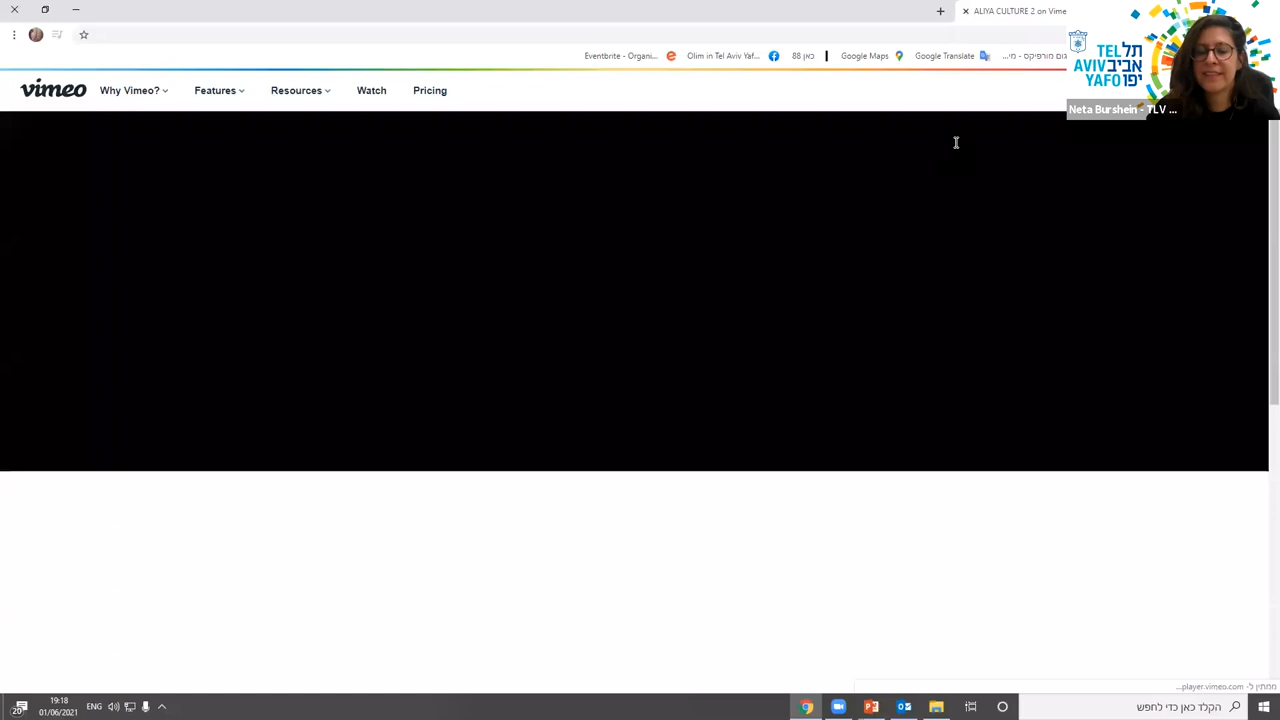 ALIYA CULTURE 2 on Vime
Eventbrite - Organi...
Olim in Tel Aviv Yaf...
כאן 88
Google Maps
Google Translate
תל
אביב
יפו
TEL
AVIV
YAFO
Neta Burshein - TLV ...
vimeo
Why Vimeo?
Features
Resources
Watch
Pricing
ממתין ל- player.vimeo.com...
20
19:18
01/06/2021
ENG
הקלד כאן כדי לחפש